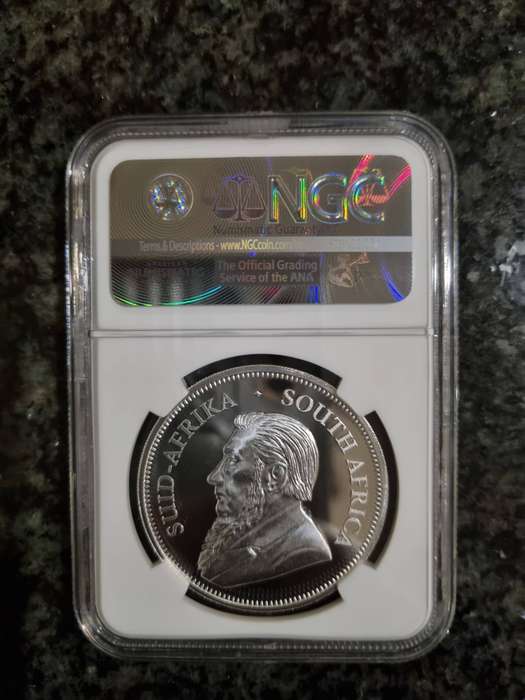 NGC
Numismatic Guaranty
Terms & Descriptions - www.NGCcoin.com
The Official Grading
Service of the ANA
SUID-AFRIKA · SOUTH AFRICA